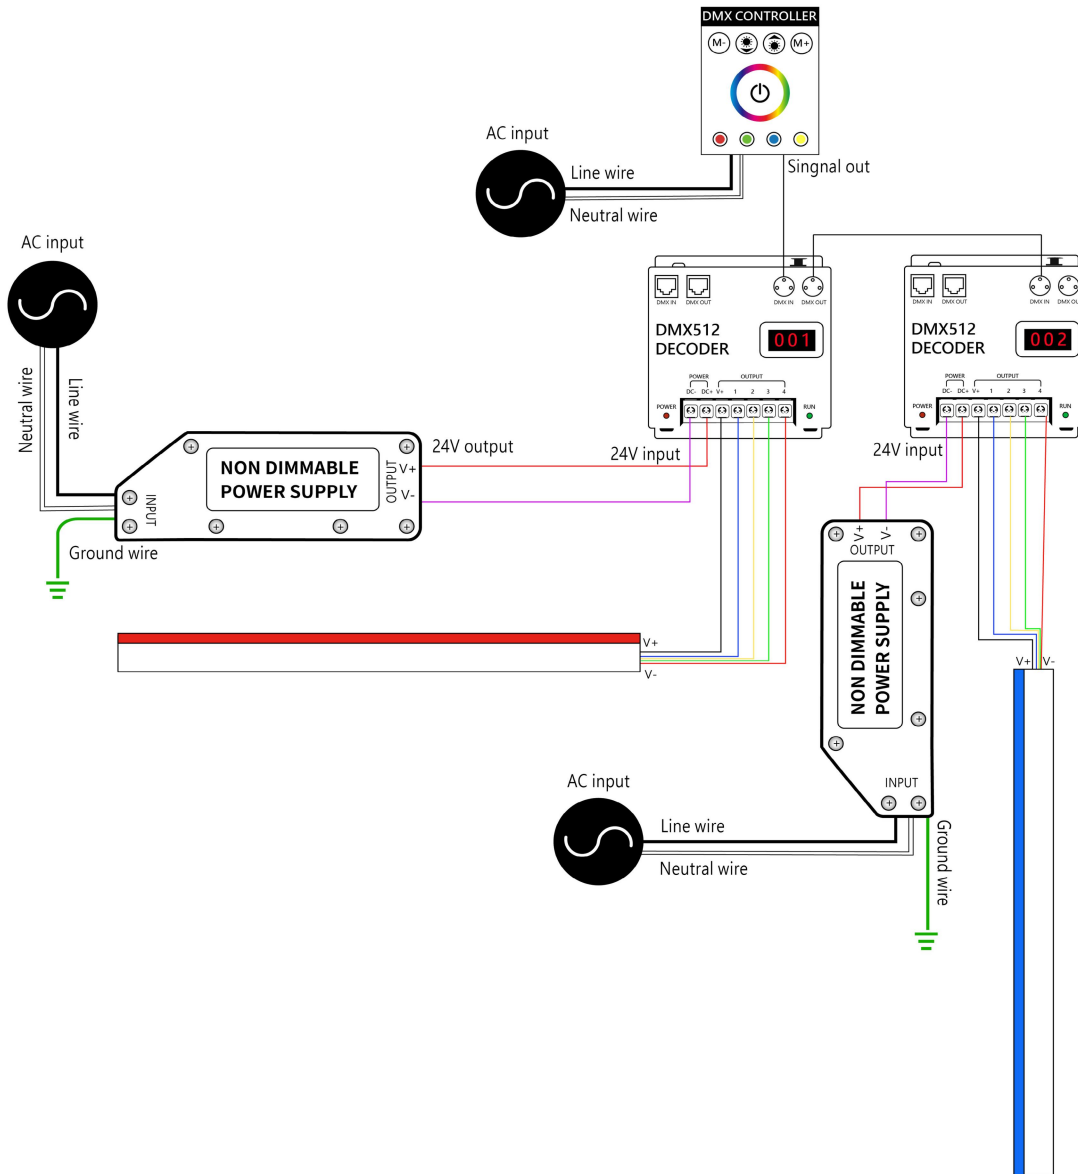 DMX CONTROLLER
M- M+
AC input
Line wire
Neutral wire
Singnal out
AC input
Neutral wire
Line wire
DMX IN DMX OUT DMX IN DMX OUT
DMX512
DECODER
001
POWER OUTPUT
DC- DC+ V+ 1 2 3 4
POWER RUN
24V input
DMX IN DMX OUT DMX IN DMX OU
DMX512
DECODER
002
POWER OUTPUT
DC- DC+ V+ 1 2 3 4
POWER RUN
24V input
NON DIMMABLE
POWER SUPPLY
INPUT
OUTPUT
V+
V-
24V output
Ground wire
V+
V-
V+ V-
OUTPUT
NON DIMMABLE
POWER SUPPLY
INPUT
V+ V-
AC input
Line wire
Neutral wire
Ground wire